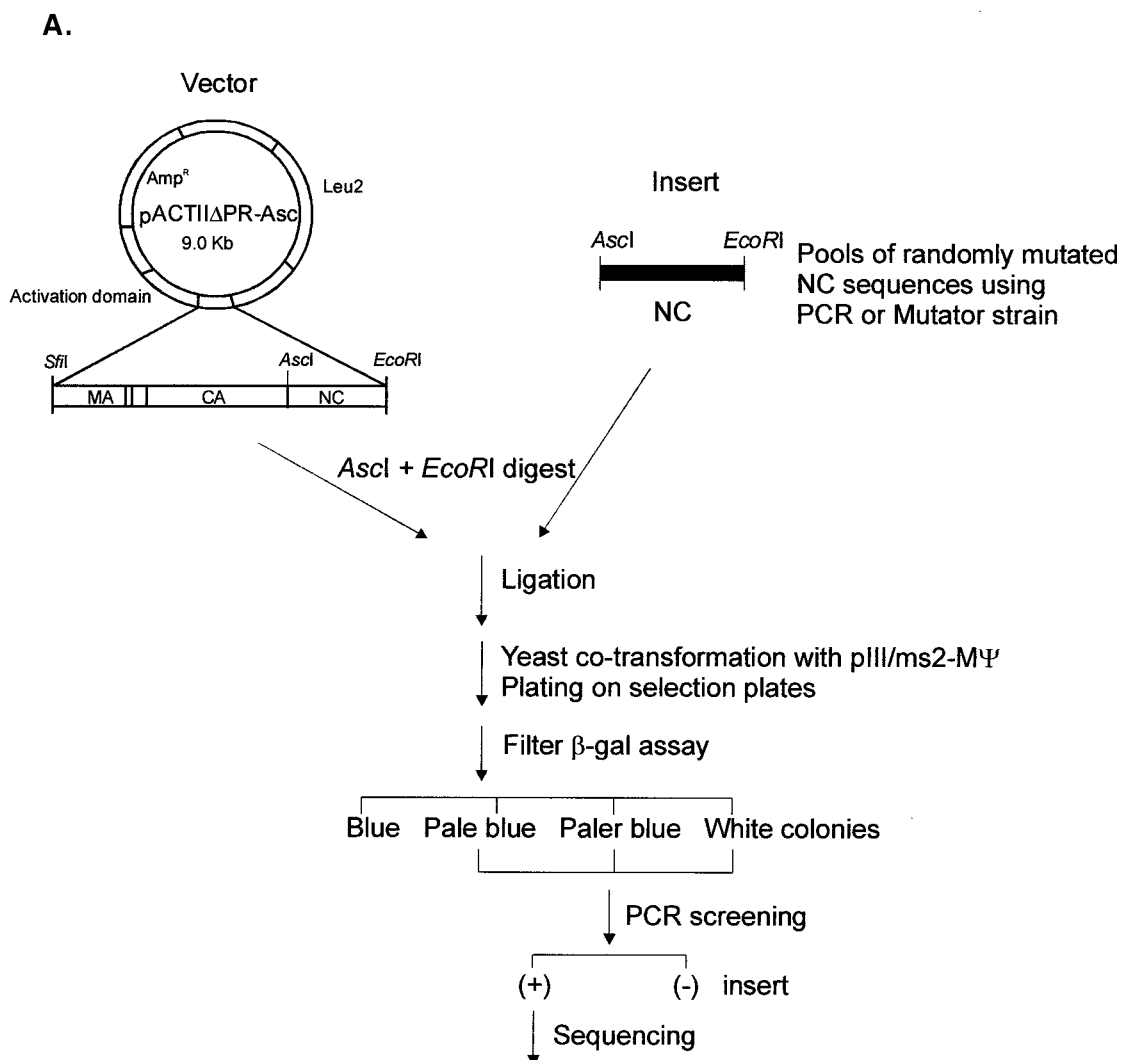 A.
Vector
Amp^R
Leu2
pACTIIΔPR-Asc
9.0 Kb
Activation domain
SfiI
AscI
EcoRI
MA
CA
NC
Insert
AscI
EcoRI
NC
Pools of randomly mutated
NC sequences using
PCR or Mutator strain
AscI + EcoRI digest
Ligation
Yeast co-transformation with pIII/ms2-MΨ
Plating on selection plates
Filter β-gal assay
Blue Pale blue Paler blue White colonies
PCR screening
(+) (-) insert
Sequencing